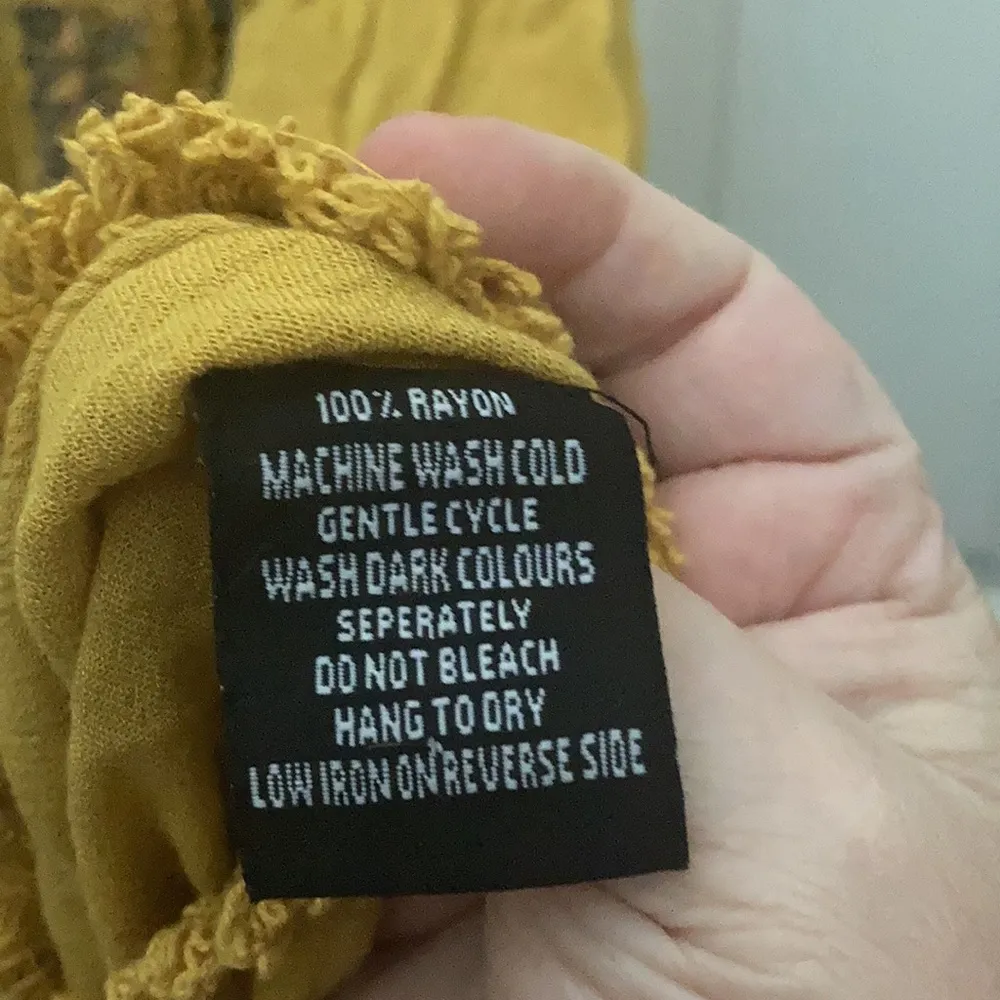 100% RAYON
MACHINE WASH COLD
GENTLE CYCLE
WASH DARK COLOURS
SEPERATELY
DO NOT BLEACH
HANG TO DRY
LOW IRON ON REVERSE SIDE